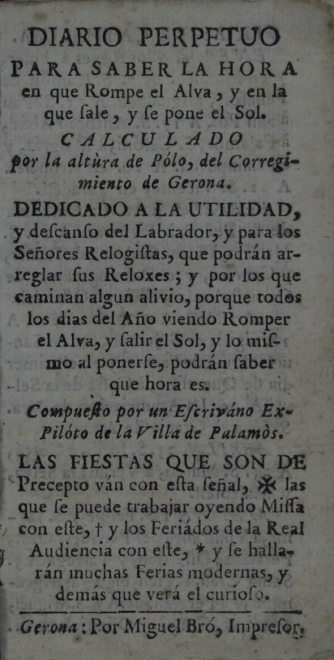 DIARIO PERPETUO
PARA SABER LA HORA
en que Rompe el Alva, y en la
que ſale, y ſe pone el Sol.
CALCULADO
por la altùra de Pólo, del Corregi-
miento de Gerona.
DEDICADO A LA UTILIDAD,
y deſcanſo del Labrador, y para los
Señores Relogiſtas, que podrán ar-
reglar ſus Reloxes; y por los que
caminan algun alivio, porque todos
los dias del Año viendo Romper
el Alva, y ſalir el Sol, y lo miſ-
mo al ponerſe, podrán ſaber
que hora es.
Compueſto por un Eſcriváno Ex-
Pilóto de la Villa de Palamòs.
LAS FIESTAS QUE SON DE
Precepto ván con eſta ſeñal, ✠ las
que ſe puede trabajar oyendo Miſſa
con eſte, † y los Feriádos de la Real
Audiencia con eſte, * y ſe halla-
rán muchas Ferias modernas, y
demás que verá el curioſo.
Gerona: Por Miguel Bró, Impreſor.